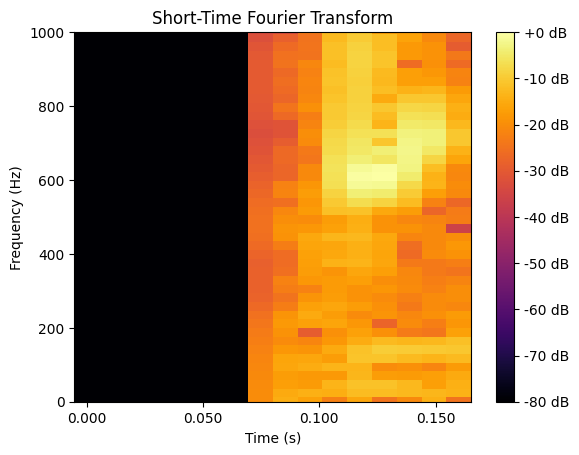 Short-Time Fourier Transform
Frequency (Hz)
1000
800
600
400
200
0
0.000
0.050
0.100
0.150
Time (s)
+0 dB
-10 dB
-20 dB
-30 dB
-40 dB
-50 dB
-60 dB
-70 dB
-80 dB